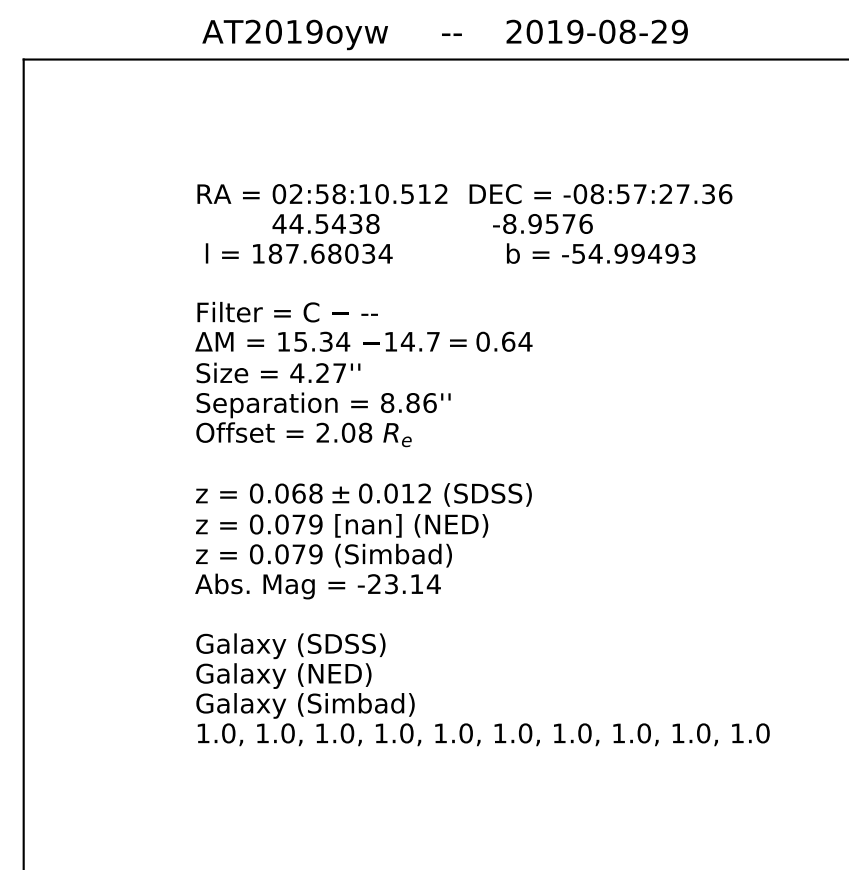 AT2019oyw -- 2019-08-29
RA = 02:58:10.512 DEC = -08:57:27.36
44.5438 -8.9576
l = 187.68034 b = -54.99493
Filter = C − --
ΔM = 15.34 −14.7 = 0.64
Size = 4.27''
Separation = 8.86''
Offset = 2.08 Rₑ
z = 0.068 ± 0.012 (SDSS)
z = 0.079 [nan] (NED)
z = 0.079 (Simbad)
Abs. Mag = -23.14
Galaxy (SDSS)
Galaxy (NED)
Galaxy (Simbad)
1.0, 1.0, 1.0, 1.0, 1.0, 1.0, 1.0, 1.0, 1.0, 1.0